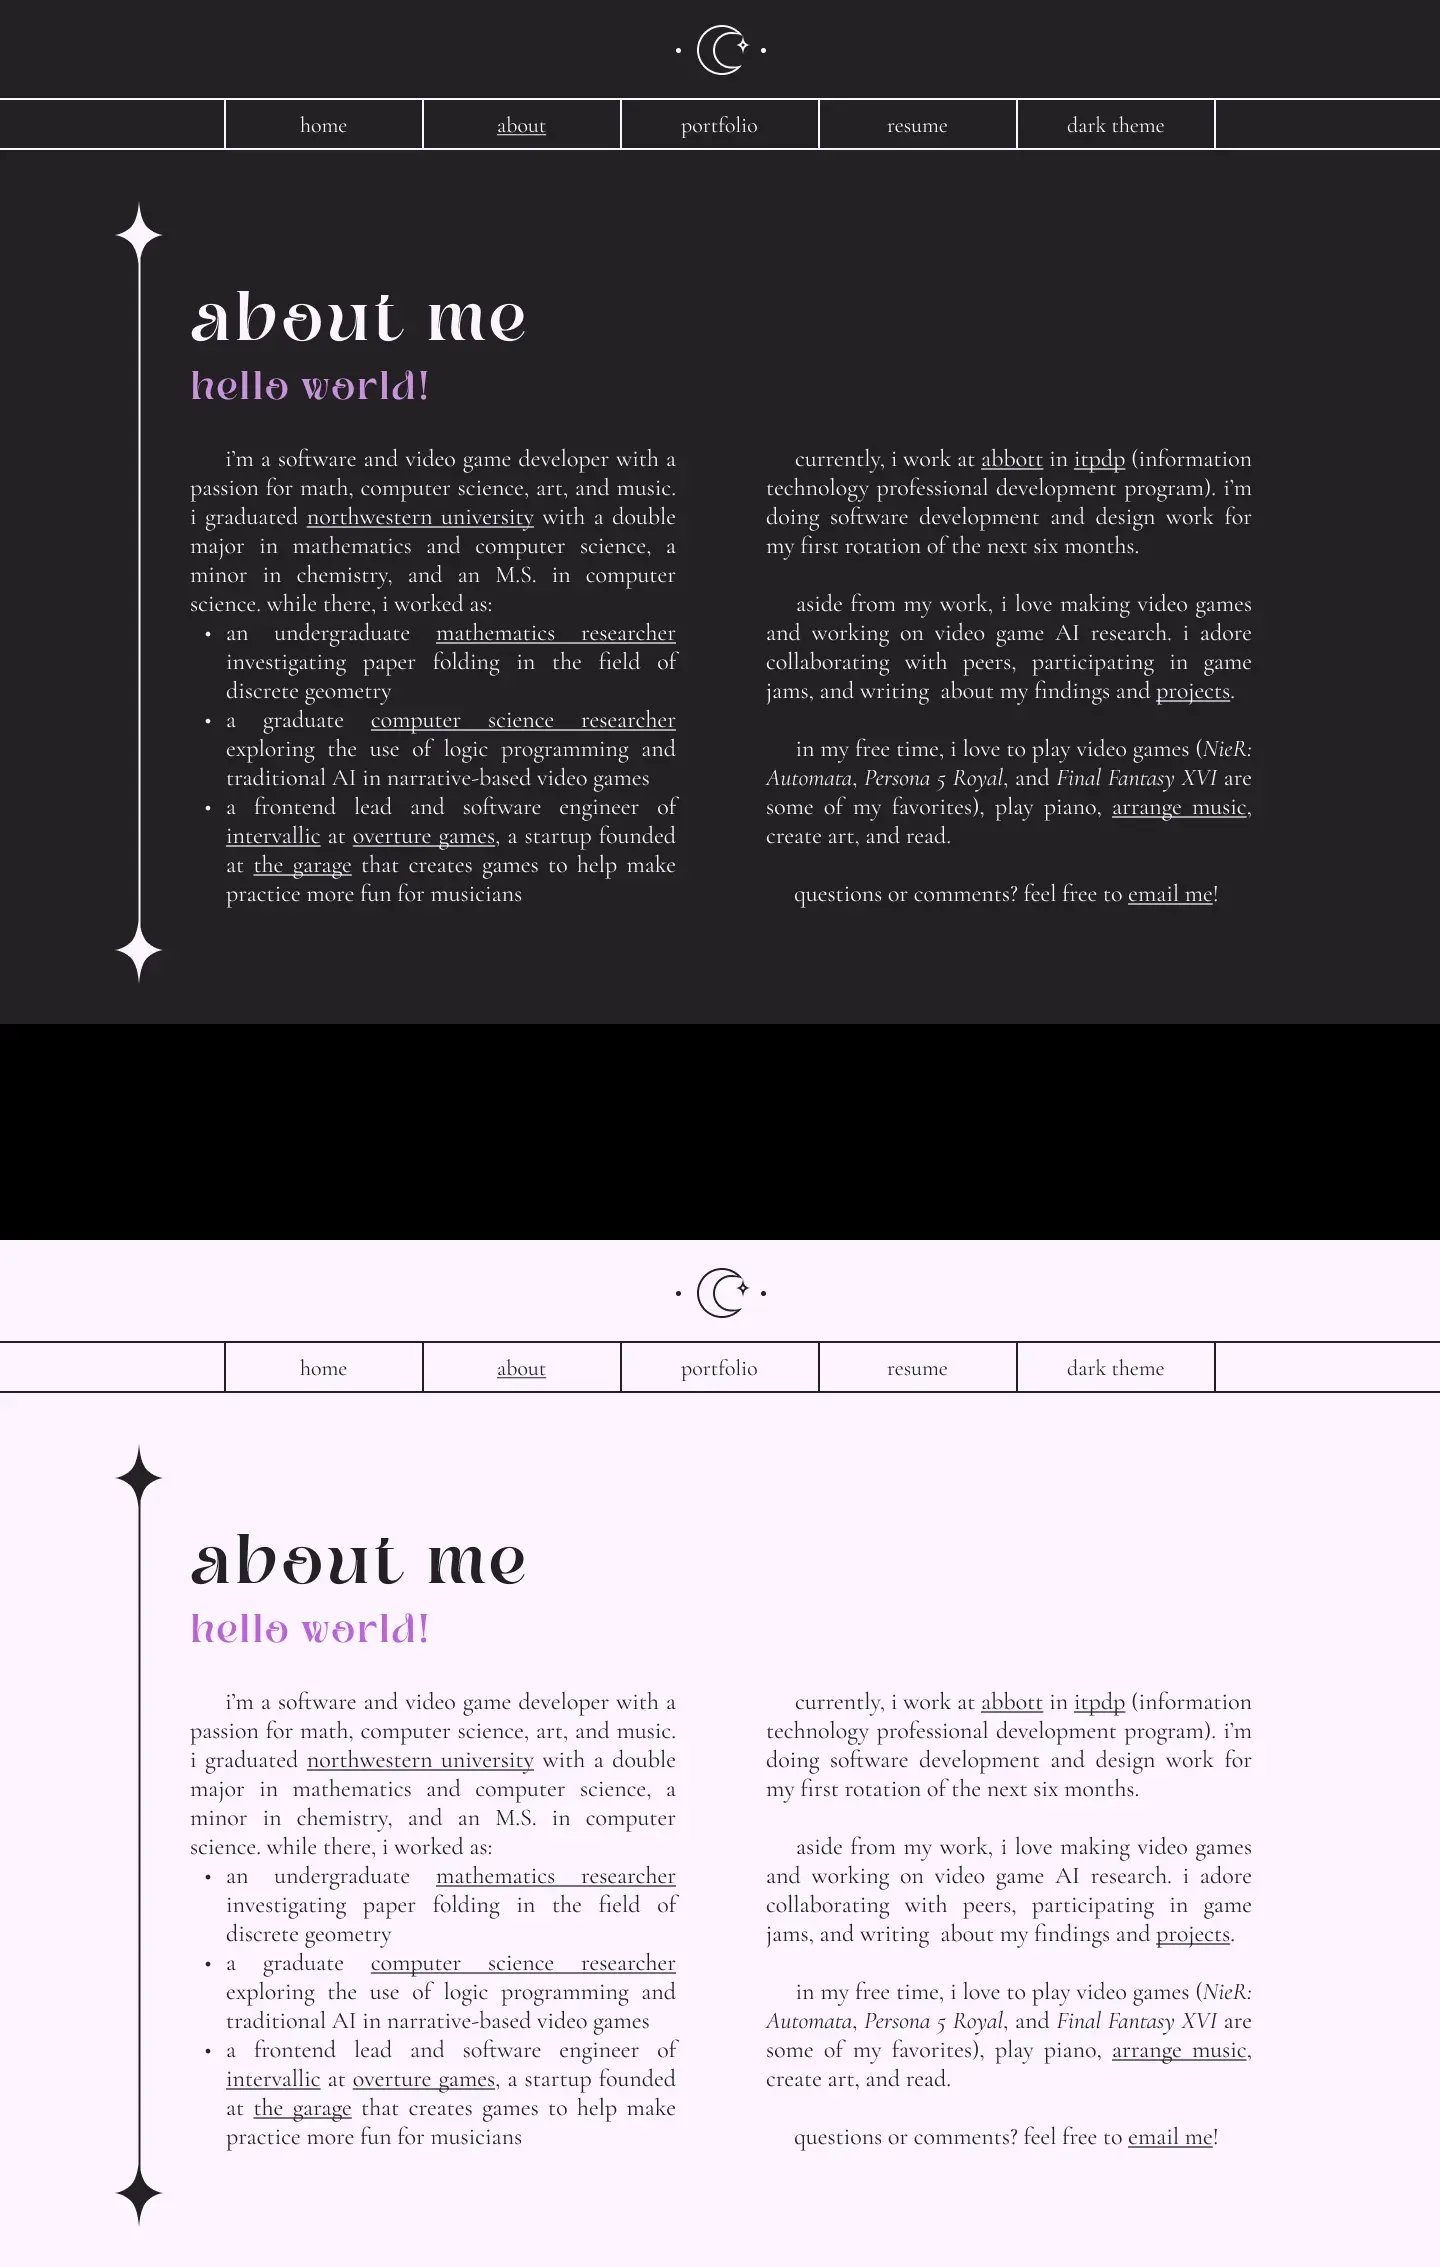 home
about
portfolio
resume
dark theme
about me
hello world!
i’m a software and video game developer with a
passion for math, computer science, art, and music.
i graduated northwestern university with a double
major in mathematics and computer science, a
minor in chemistry, and an M.S. in computer
science. while there, i worked as:
• an undergraduate mathematics researcher
investigating paper folding in the field of
discrete geometry
• a graduate computer science researcher
exploring the use of logic programming and
traditional AI in narrative-based video games
• a frontend lead and software engineer of
intervallic at overture games, a startup founded
at the garage that creates games to help make
practice more fun for musicians
currently, i work at abbott in itpdp (information
technology professional development program). i’m
doing software development and design work for
my first rotation of the next six months.
aside from my work, i love making video games
and working on video game AI research. i adore
collaborating with peers, participating in game
jams, and writing  about my findings and projects.
in my free time, i love to play video games (NieR:
Automata, Persona 5 Royal, and Final Fantasy XVI are
some of my favorites), play piano, arrange music,
create art, and read.
questions or comments? feel free to email me!
home
about
portfolio
resume
dark theme
about me
hello world!
i’m a software and video game developer with a
passion for math, computer science, art, and music.
i graduated northwestern university with a double
major in mathematics and computer science, a
minor in chemistry, and an M.S. in computer
science. while there, i worked as:
• an undergraduate mathematics researcher
investigating paper folding in the field of
discrete geometry
• a graduate computer science researcher
exploring the use of logic programming and
traditional AI in narrative-based video games
• a frontend lead and software engineer of
intervallic at overture games, a startup founded
at the garage that creates games to help make
practice more fun for musicians
currently, i work at abbott in itpdp (information
technology professional development program). i’m
doing software development and design work for
my first rotation of the next six months.
aside from my work, i love making video games
and working on video game AI research. i adore
collaborating with peers, participating in game
jams, and writing  about my findings and projects.
in my free time, i love to play video games (NieR:
Automata, Persona 5 Royal, and Final Fantasy XVI are
some of my favorites), play piano, arrange music,
create art, and read.
questions or comments? feel free to email me!